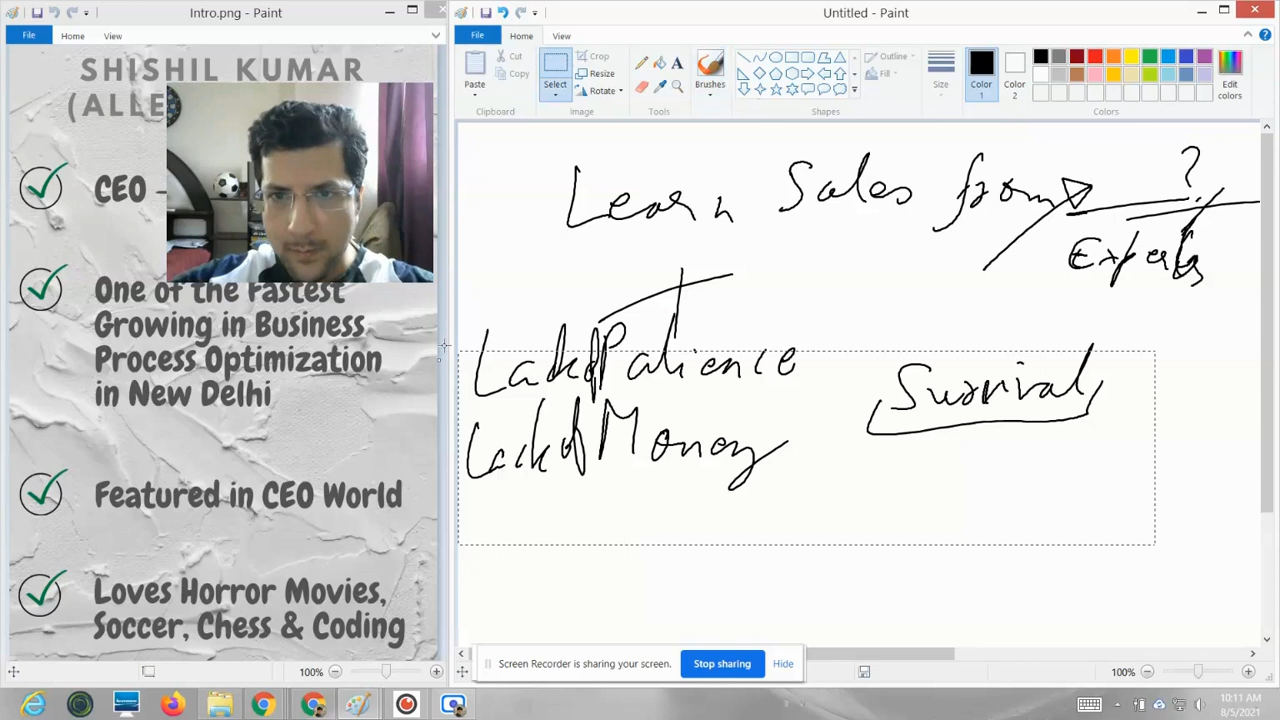 Intro.png - Paint
File
Home
View
SHISHIL KUMAR
(ALLE
CEO -
One of the Fastest
Growing in Business
Process Optimization
in New Delhi
Featured in CEO World
Loves Horror Movies,
Soccer, Chess & Coding
100%
Untitled - Paint
File
Home
View
Paste
Cut
Copy
Clipboard
Select
Crop
Resize
Rotate
Image
A
Tools
Brushes
Outline
Fill
Shapes
Size
Color
1
Color
2
Edit
colors
Colors
Learn Sales from ?
Experts
Lack of Patience
Survival
Lack of Money
Screen Recorder is sharing your screen.
Stop sharing
Hide
100%
10:11 AM
8/5/2021